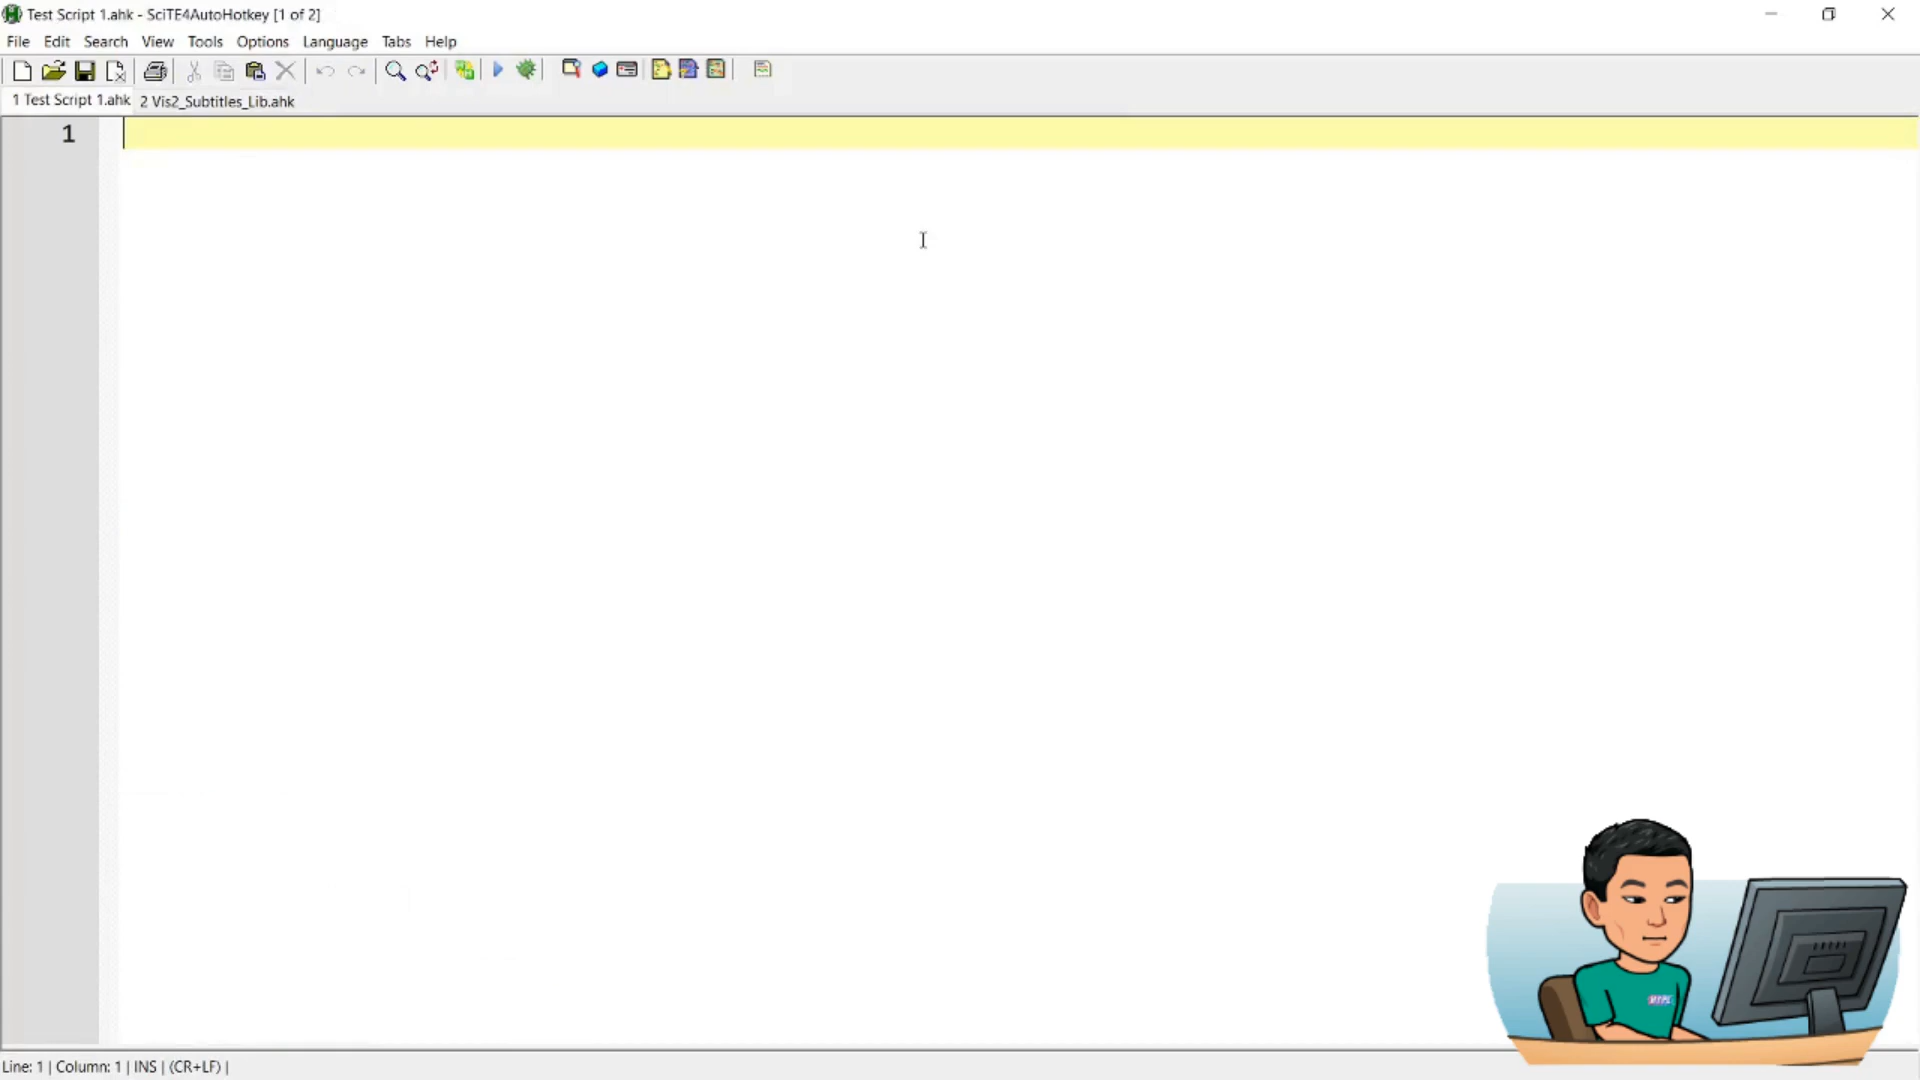 Test Script 1.ahk - SciTE4AutoHotkey [1 of 2]
File Edit Search View Tools Options Language Tabs Help
1 Test Script 1.ahk 2 Vis2_Subtitles_Lib.ahk
1
Line: 1 | Column: 1 | INS | (CR+LF) |